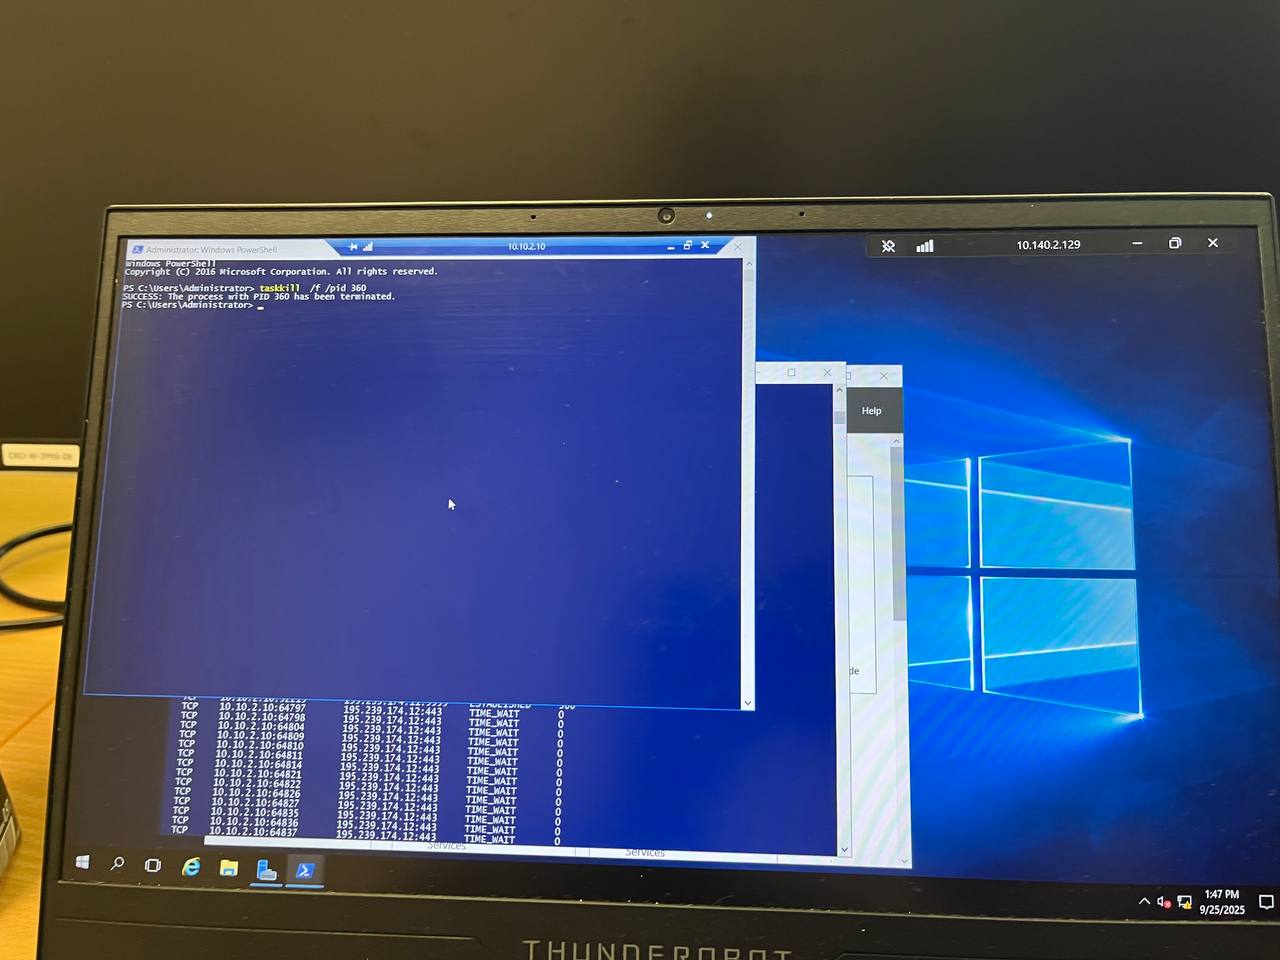 Administrator: Windows PowerShell
10.10.2.10
10.140.2.129
Windows PowerShell
Copyright (C) 2016 Microsoft Corporation. All rights reserved.
PS C:\Users\Administrator> taskkill /f /pid 360
SUCCESS: The process with PID 360 has been terminated.
PS C:\Users\Administrator>
Help
de
TCP 10.10.2.10:64797 195.239.174.12:443 TIME_WAIT 0
TCP 10.10.2.10:64798 195.239.174.12:443 TIME_WAIT 0
TCP 10.10.2.10:64804 195.239.174.12:443 TIME_WAIT 0
TCP 10.10.2.10:64809 195.239.174.12:443 TIME_WAIT 0
TCP 10.10.2.10:64810 195.239.174.12:443 TIME_WAIT 0
TCP 10.10.2.10:64811 195.239.174.12:443 TIME_WAIT 0
TCP 10.10.2.10:64814 195.239.174.12:443 TIME_WAIT 0
TCP 10.10.2.10:64821 195.239.174.12:443 TIME_WAIT 0
TCP 10.10.2.10:64822 195.239.174.12:443 TIME_WAIT 0
TCP 10.10.2.10:64826 195.239.174.12:443 TIME_WAIT 0
TCP 10.10.2.10:64827 195.239.174.12:443 TIME_WAIT 0
TCP 10.10.2.10:64835 195.239.174.12:443 TIME_WAIT 0
TCP 10.10.2.10:64836 195.239.174.12:443 TIME_WAIT 0
TCP 10.10.2.10:64837 195.239.174.12:443 TIME_WAIT 0
Services Services
1:47 PM
9/25/2025
THUNDEROBOT